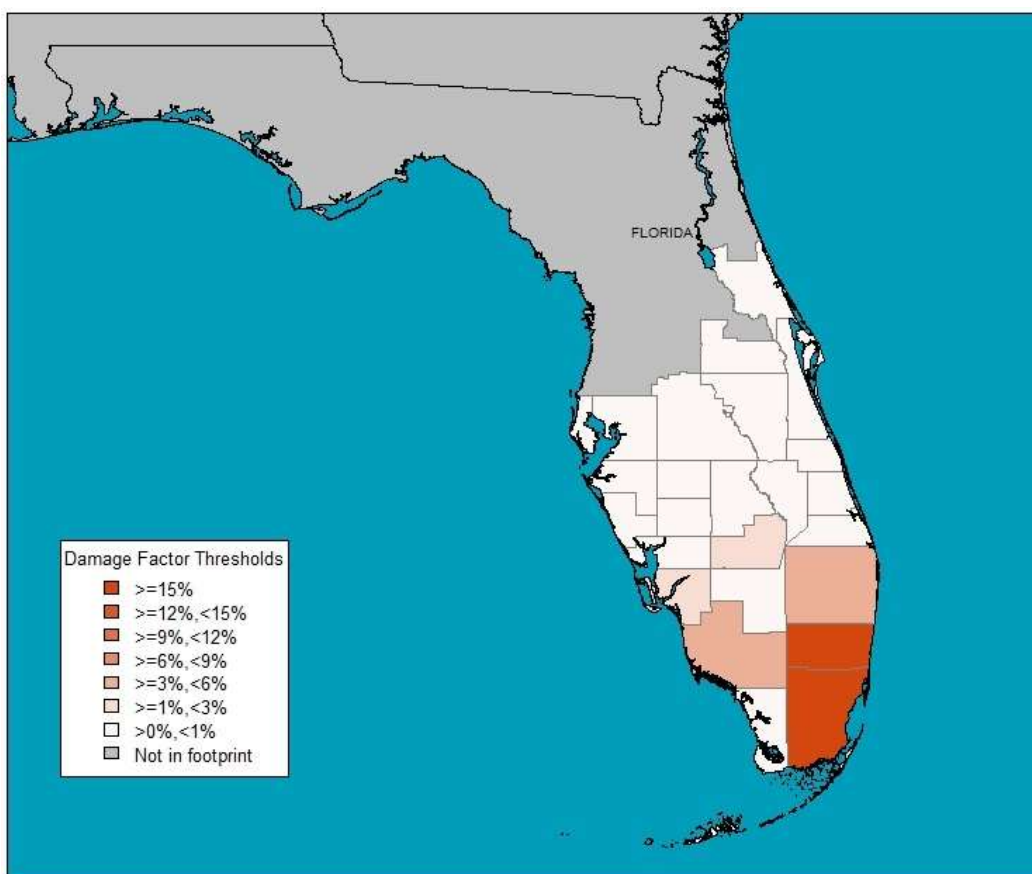 FLORIDA
Damage Factor Thresholds
>=15%
>=12%,<15%
>=9%,<12%
>=6%,<9%
>=3%,<6%
>=1%,<3%
>0%,<1%
Not in footprint